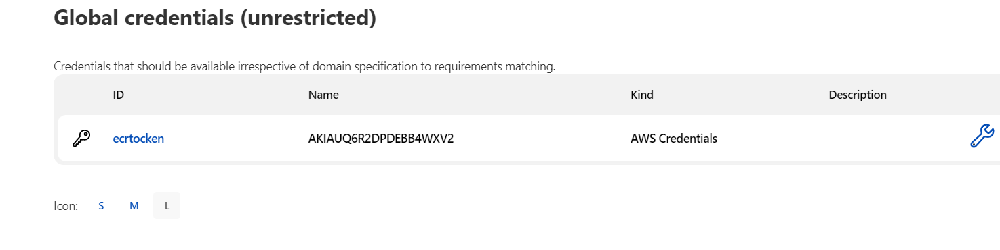 Global credentials (unrestricted)
Credentials that should be available irrespective of domain specification to requirements matching.
ID Name Kind Description
ecrtocken AKIAUQ6R2DPDEBB4WXV2 AWS Credentials
Icon: S M L